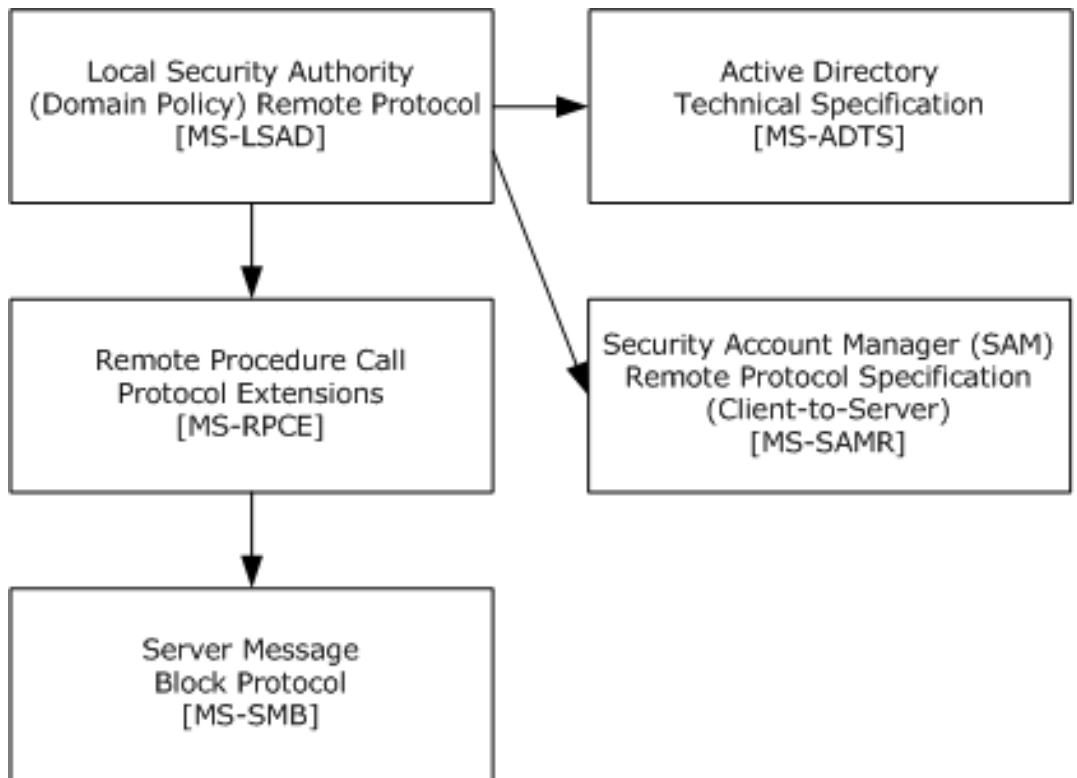 Local Security Authority
(Domain Policy) Remote Protocol
[MS-LSAD]
Active Directory
Technical Specification
[MS-ADTS]
Remote Procedure Call
Protocol Extensions
[MS-RPCE]
Security Account Manager (SAM)
Remote Protocol Specification
(Client-to-Server)
[MS-SAMR]
Server Message
Block Protocol
[MS-SMB]